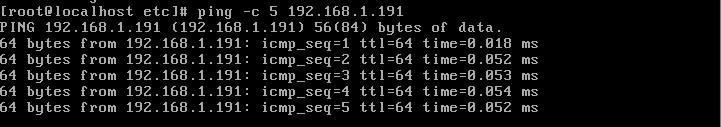 [root@localhost etc]# ping -c 5 192.168.1.191
PING 192.168.1.191 (192.168.1.191) 56(84) bytes of data.
64 bytes from 192.168.1.191: icmp_seq=1 ttl=64 time=0.018 ms
64 bytes from 192.168.1.191: icmp_seq=2 ttl=64 time=0.052 ms
64 bytes from 192.168.1.191: icmp_seq=3 ttl=64 time=0.053 ms
64 bytes from 192.168.1.191: icmp_seq=4 ttl=64 time=0.054 ms
64 bytes from 192.168.1.191: icmp_seq=5 ttl=64 time=0.052 ms